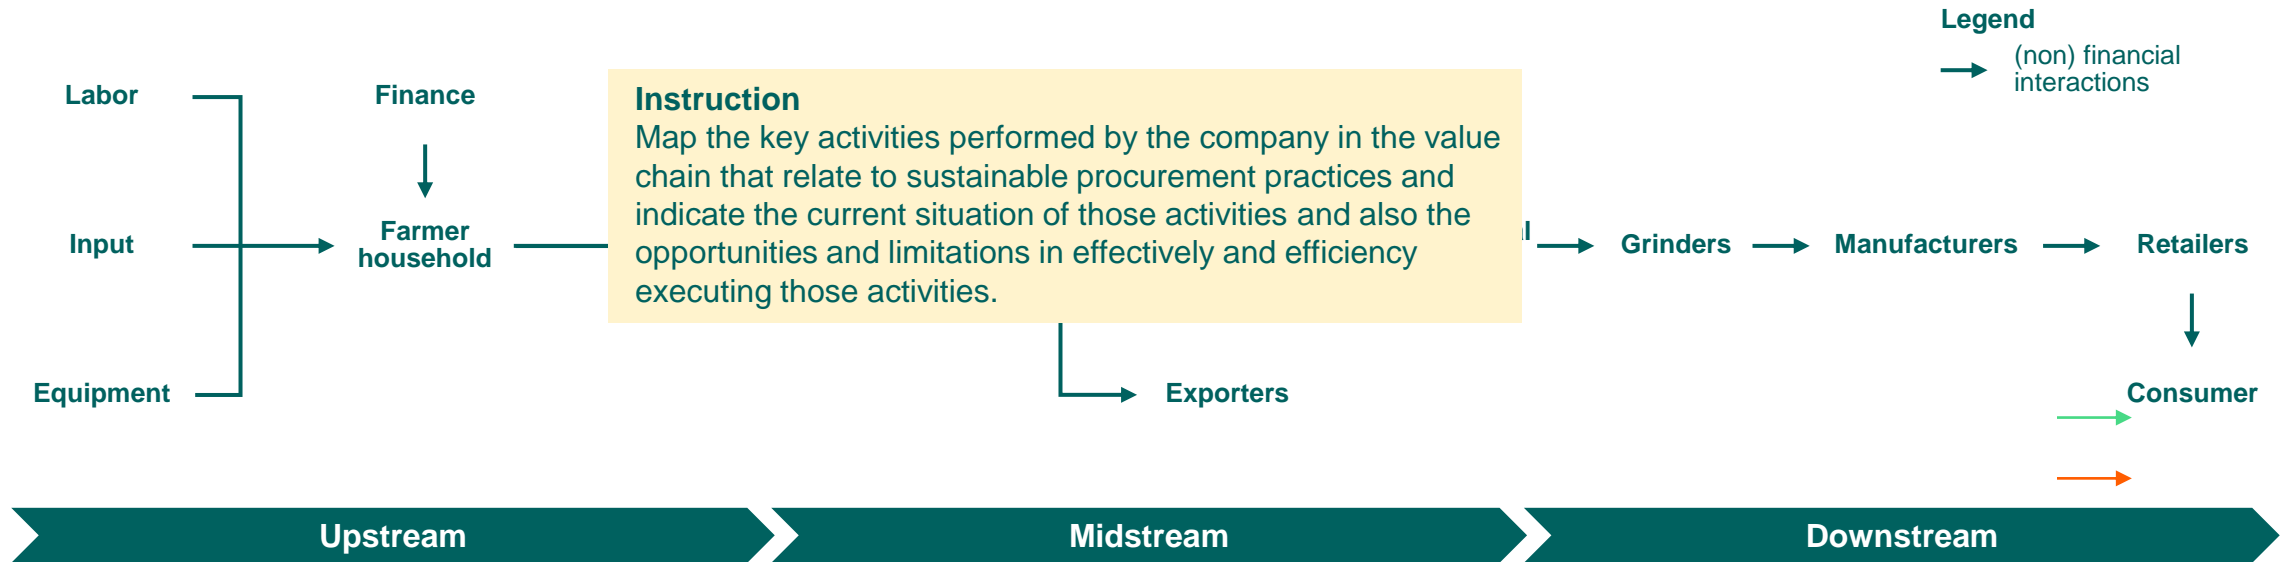 Legend
(non) financial
interactions
Labor
Finance
Instruction
Map the key activities performed by the company in the value
chain that relate to sustainable procurement practices and
indicate the current situation of those activities and also the
opportunities and limitations in effectively and efficiency
executing those activities.
Input
Farmer
household
Grinders
Manufacturers
Retailers
Equipment
Exporters
Consumer
Upstream
Midstream
Downstream